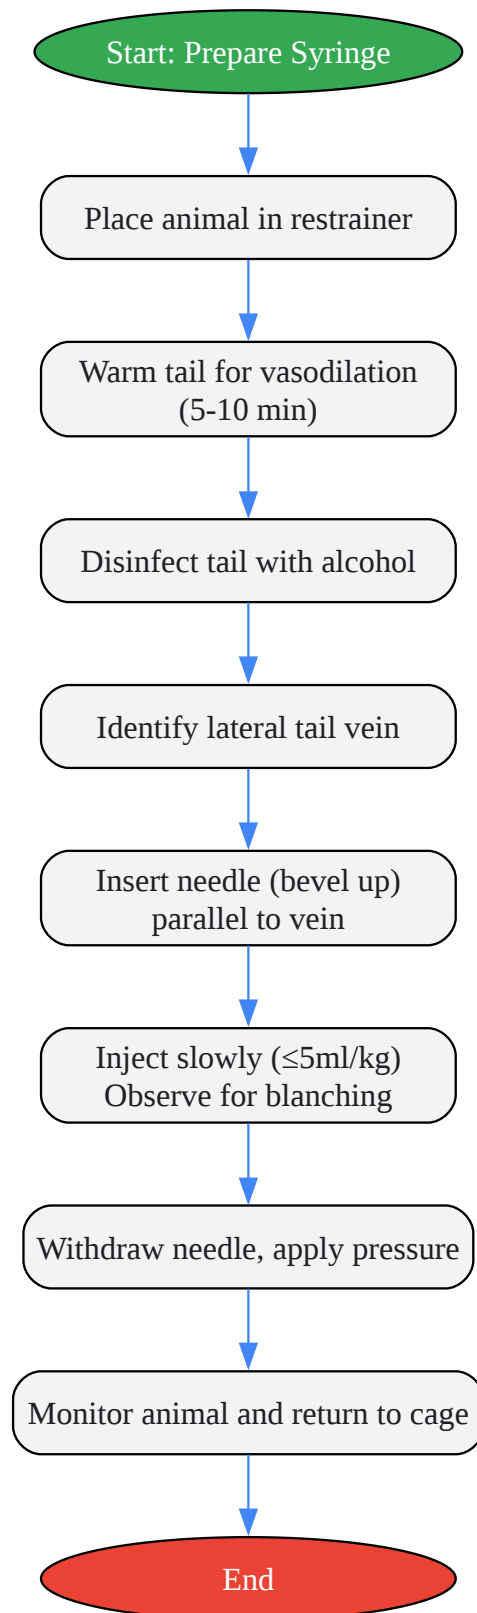 Start: Prepare Syringe
Place animal in restrainer
Warm tail for vasodilation
(5-10 min)
Disinfect tail with alcohol
Identify lateral tail vein
Insert needle (bevel up)
parallel to vein
Inject slowly (≤5ml/kg)
Observe for blanching
Withdraw needle, apply pressure
Monitor animal and return to cage
End